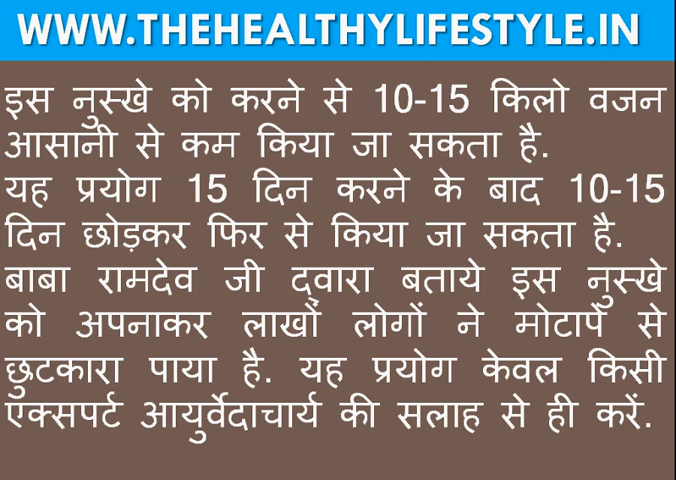 WWW.THEHEALTHYLIFESTYLE.IN
इस नुस्खे को करने से 10-15 किलो वजन
आसानी से कम किया जा सकता है.
यह प्रयोग 15 दिन करने के बाद 10-15
दिन छोड़कर फिर से किया जा सकता है.
बाबा रामदेव जी द्वारा बताये इस नुस्खे
को अपनाकर लाखों लोगों ने मोटापे से
छुटकारा पाया है. यह प्रयोग केवल किसी
एक्सपर्ट आयुर्वेदाचार्य की सलाह से ही करें.